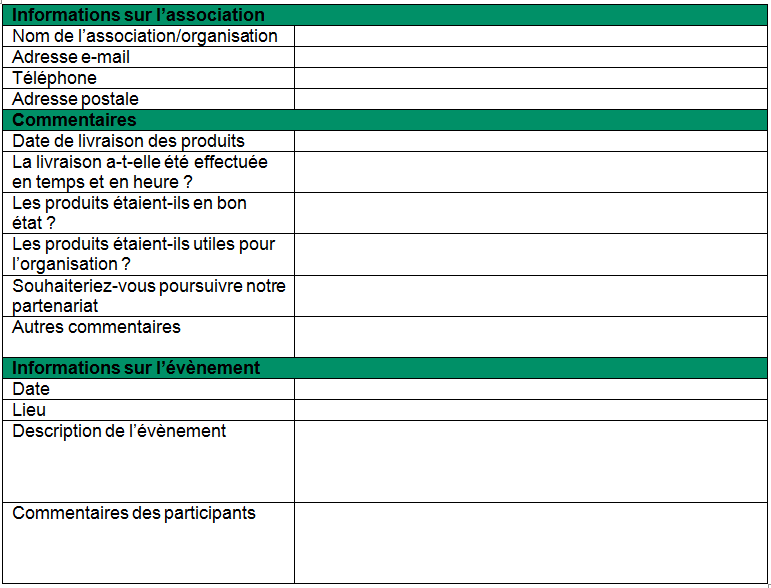 Informations sur l’association
Nom de l’association/organisation
Adresse e-mail
Téléphone
Adresse postale
Commentaires
Date de livraison des produits
La livraison a-t-elle été effectuée
en temps et en heure ?
Les produits étaient-ils en bon
état ?
Les produits étaient-ils utiles pour
l’organisation ?
Souhaiteriez-vous poursuivre notre
partenariat
Autres commentaires
Informations sur l’évènement
Date
Lieu
Description de l’évènement
Commentaires des participants